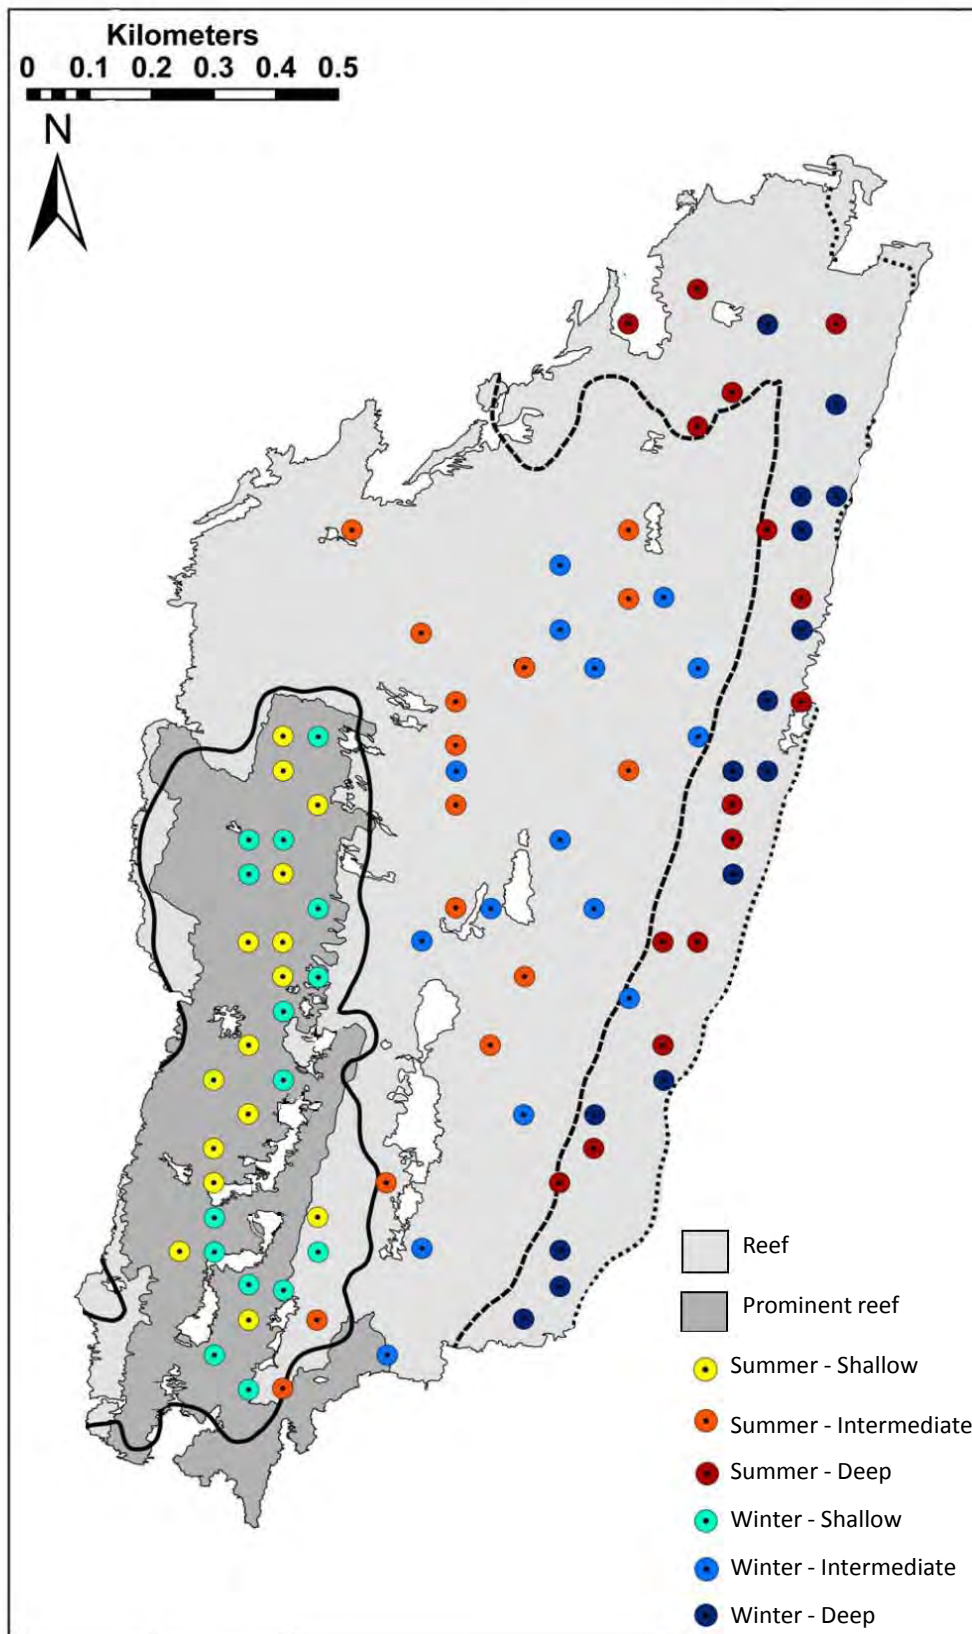 Kilometers
0 0.1 0.2 0.3 0.4 0.5
N
Reef
Prominent reef
Summer - Shallow
Summer - Intermediate
Summer - Deep
Winter - Shallow
Winter - Intermediate
Winter - Deep